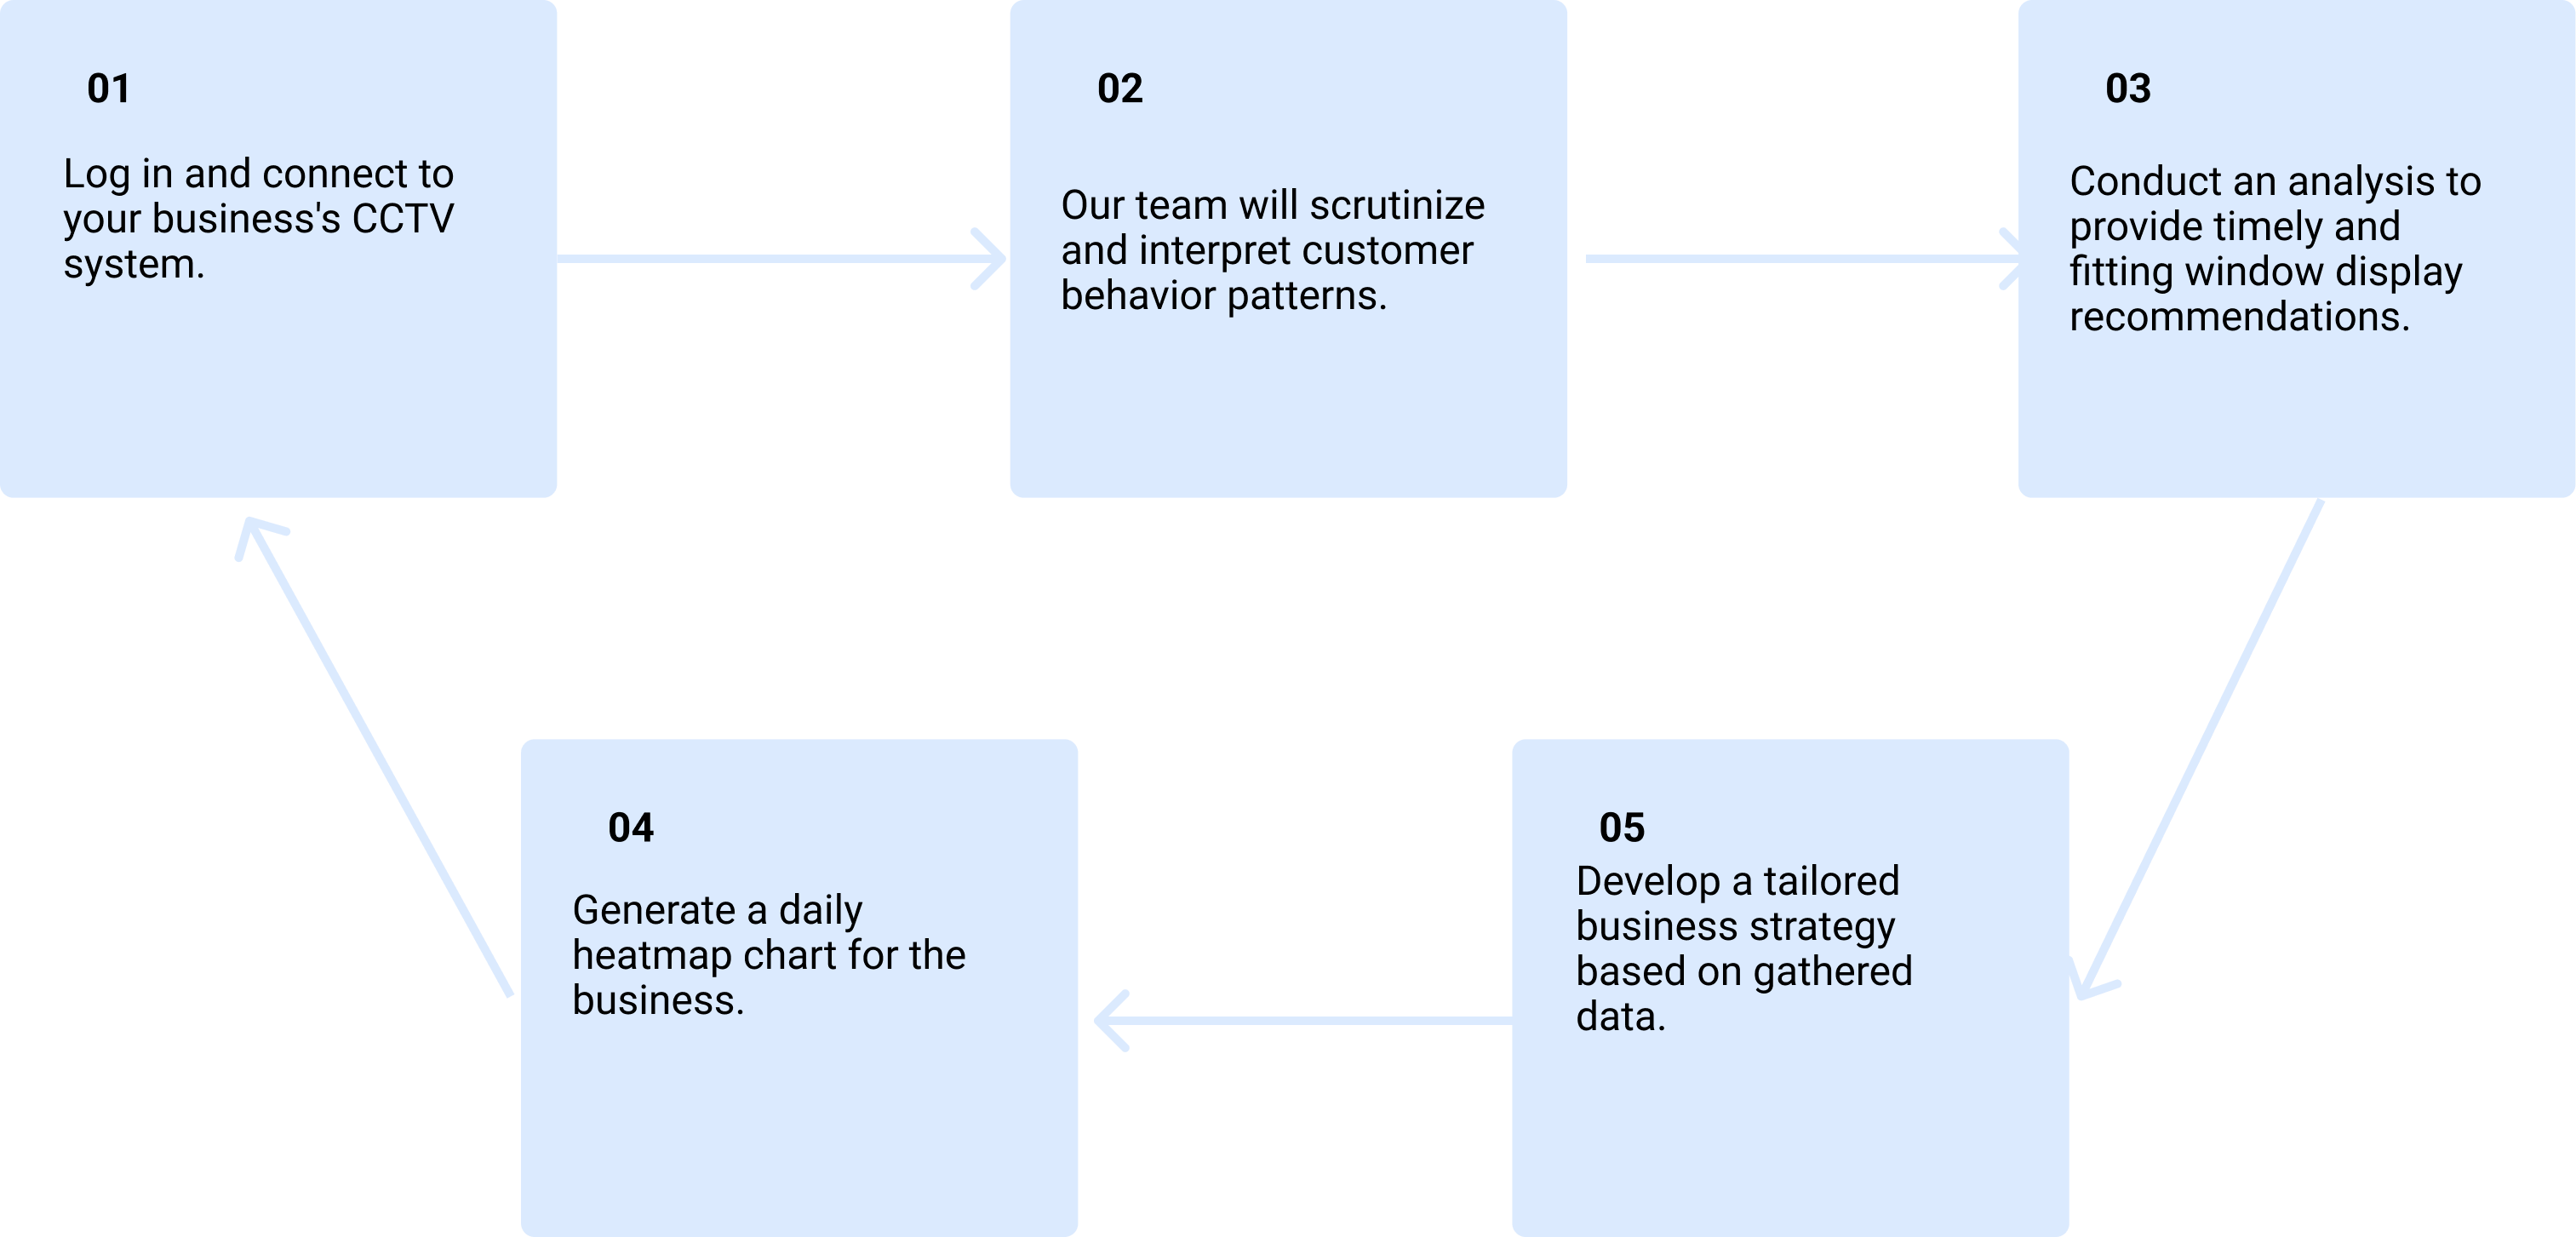 01
Log in and connect to
your business's CCTV
system.
02
Our team will scrutinize
and interpret customer
behavior patterns.
03
Conduct an analysis to
provide timely and
fitting window display
recommendations.
04
Generate a daily
heatmap chart for the
business.
05
Develop a tailored
business strategy
based on gathered
data.